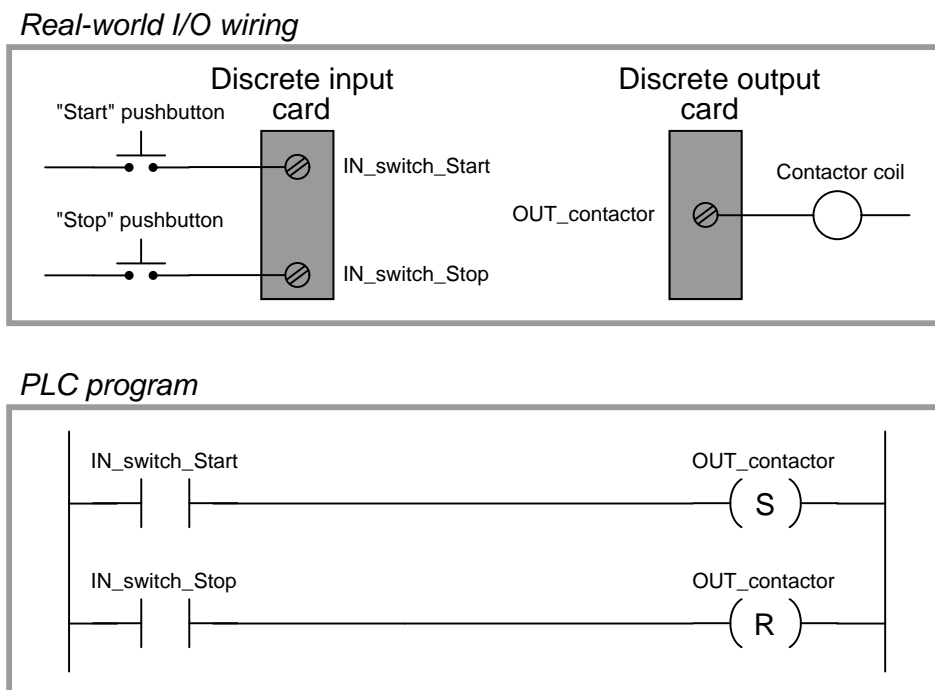 Real-world I/O wiring
Discrete input
card
Discrete output
card
"Start" pushbutton
IN_switch_Start
Contactor coil
OUT_contactor
"Stop" pushbutton
IN_switch_Stop
PLC program
IN_switch_Start
OUT_contactor
S
IN_switch_Stop
OUT_contactor
R